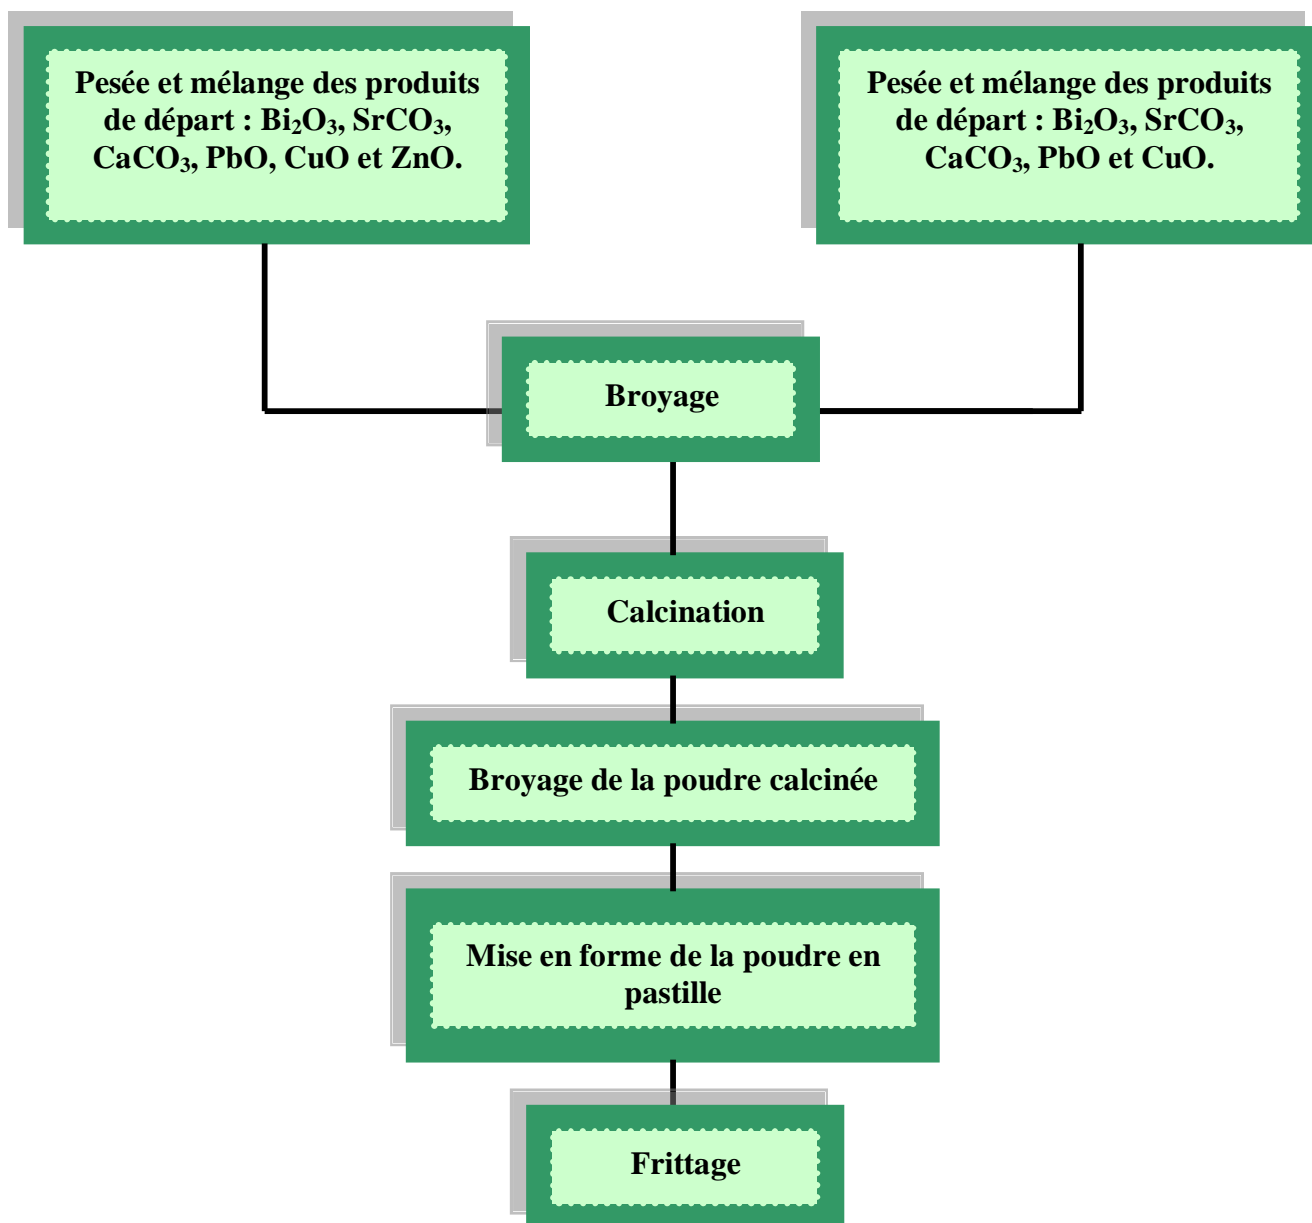 Pesée et mélange des produits
de départ : Bi₂O₃, SrCO₃,
CaCO₃, PbO, CuO et ZnO.
Pesée et mélange des produits
de départ : Bi₂O₃, SrCO₃,
CaCO₃, PbO et CuO.
Broyage
Calcination
Broyage de la poudre calcinée
Mise en forme de la poudre en
pastille
Frittage